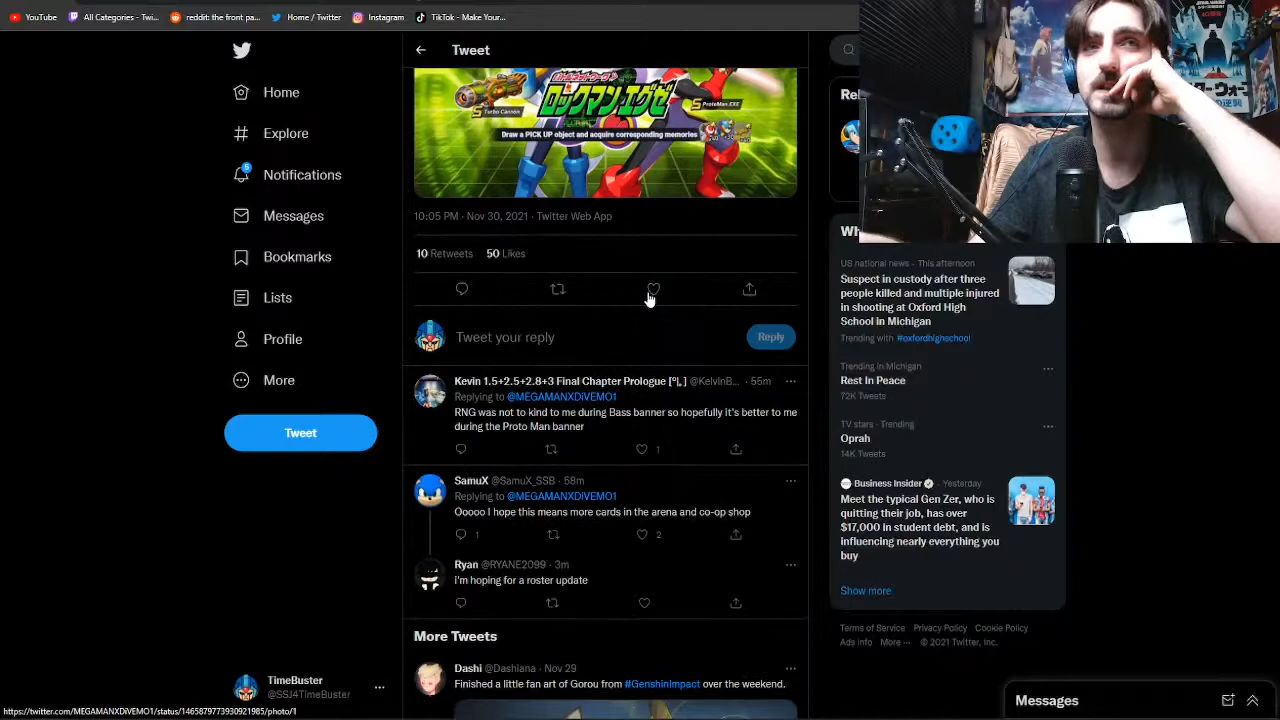 YouTube
All Categories - Twi...
reddit: the front pa...
Home / Twitter
Instagram
TikTok - Make Your...
Home
Explore
5
Notifications
Messages
Bookmarks
Lists
Profile
More
Tweet
TimeBuster
@SSJ4TimeBuster
https://twitter.com/MEGAMANXDiVEMO1/status/1465879773930921985/photo/1
Tweet
ロックマンエグゼ
S Turbo Cannon
S ProtoMan.EXE
Draw a PICK UP object and acquire corresponding memories
10:05 PM · Nov 30, 2021 · Twitter Web App
10 Retweets 50 Likes
Tweet your reply
Reply
Kevin 1.5+2.5+2.8+3 Final Chapter Prologue
· 55m
Replying to @MEGAMANXDiVEMO1
RNG was not to kind to me during Bass banner so hopefully it's better to me
during the Proto Man banner
1
SamuX @SamuX_SSB · 58m
Replying to @MEGAMANXDiVEMO1
Ooooo I hope this means more cards in the arena and co-op shop
1
2
Ryan @RYANE2099 · 3m
I'm hoping for a roster update
More Tweets
Dashi @Dashiana · Nov 29
Finished a little fan art of Gorou from #GenshinImpact over the weekend.
Re
Wh
US national news · This afternoon
Suspect in custody after three
people killed and multiple injured
in shooting at Oxford High
School in Michigan
Trending with #oxfordhighschool
Trending in Michigan
Rest In Peace
72K Tweets
TV stars · Trending
Oprah
14K Tweets
Business Insider · Yesterday
Meet the typical Gen Zer, who is
quitting their job, has over
$17,000 in student debt, and is
influencing nearly everything you
buy
Show more
Terms of Service Privacy Policy Cookie Policy
Ads info More ··· © 2021 Twitter, Inc.
Messages